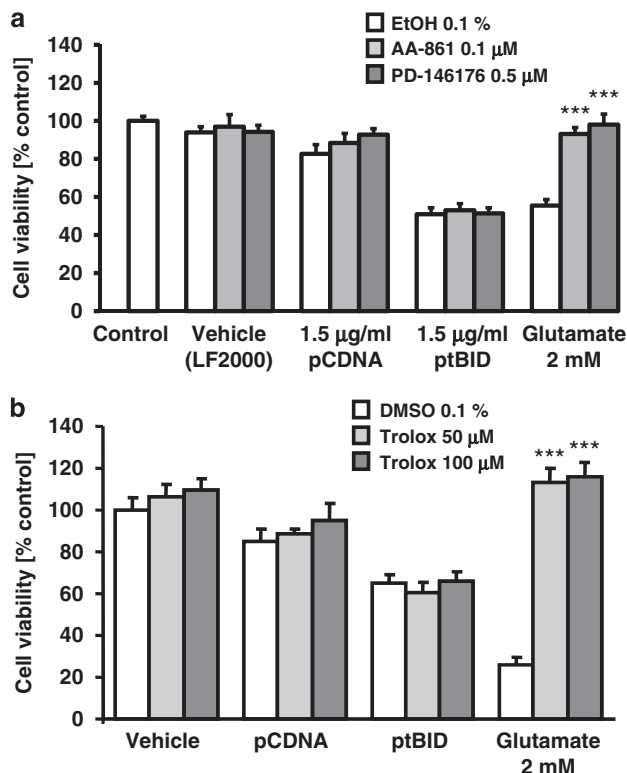 a
EtOH 0.1 %
AA-861 0.1 µM
PD-146176 0.5 µM
Cell viability [% control]
140
120
100
80
60
40
20
0
*** ***
Control Vehicle (LF2000) 1.5 µg/ml pCDNA 1.5 µg/ml ptBID Glutamate 2 mM
b
DMSO 0.1 %
Trolox 50 µM
Trolox 100 µM
Cell viability [% control]
140
120
100
80
60
40
20
0
*** ***
Vehicle pCDNA ptBID Glutamate
2 mM